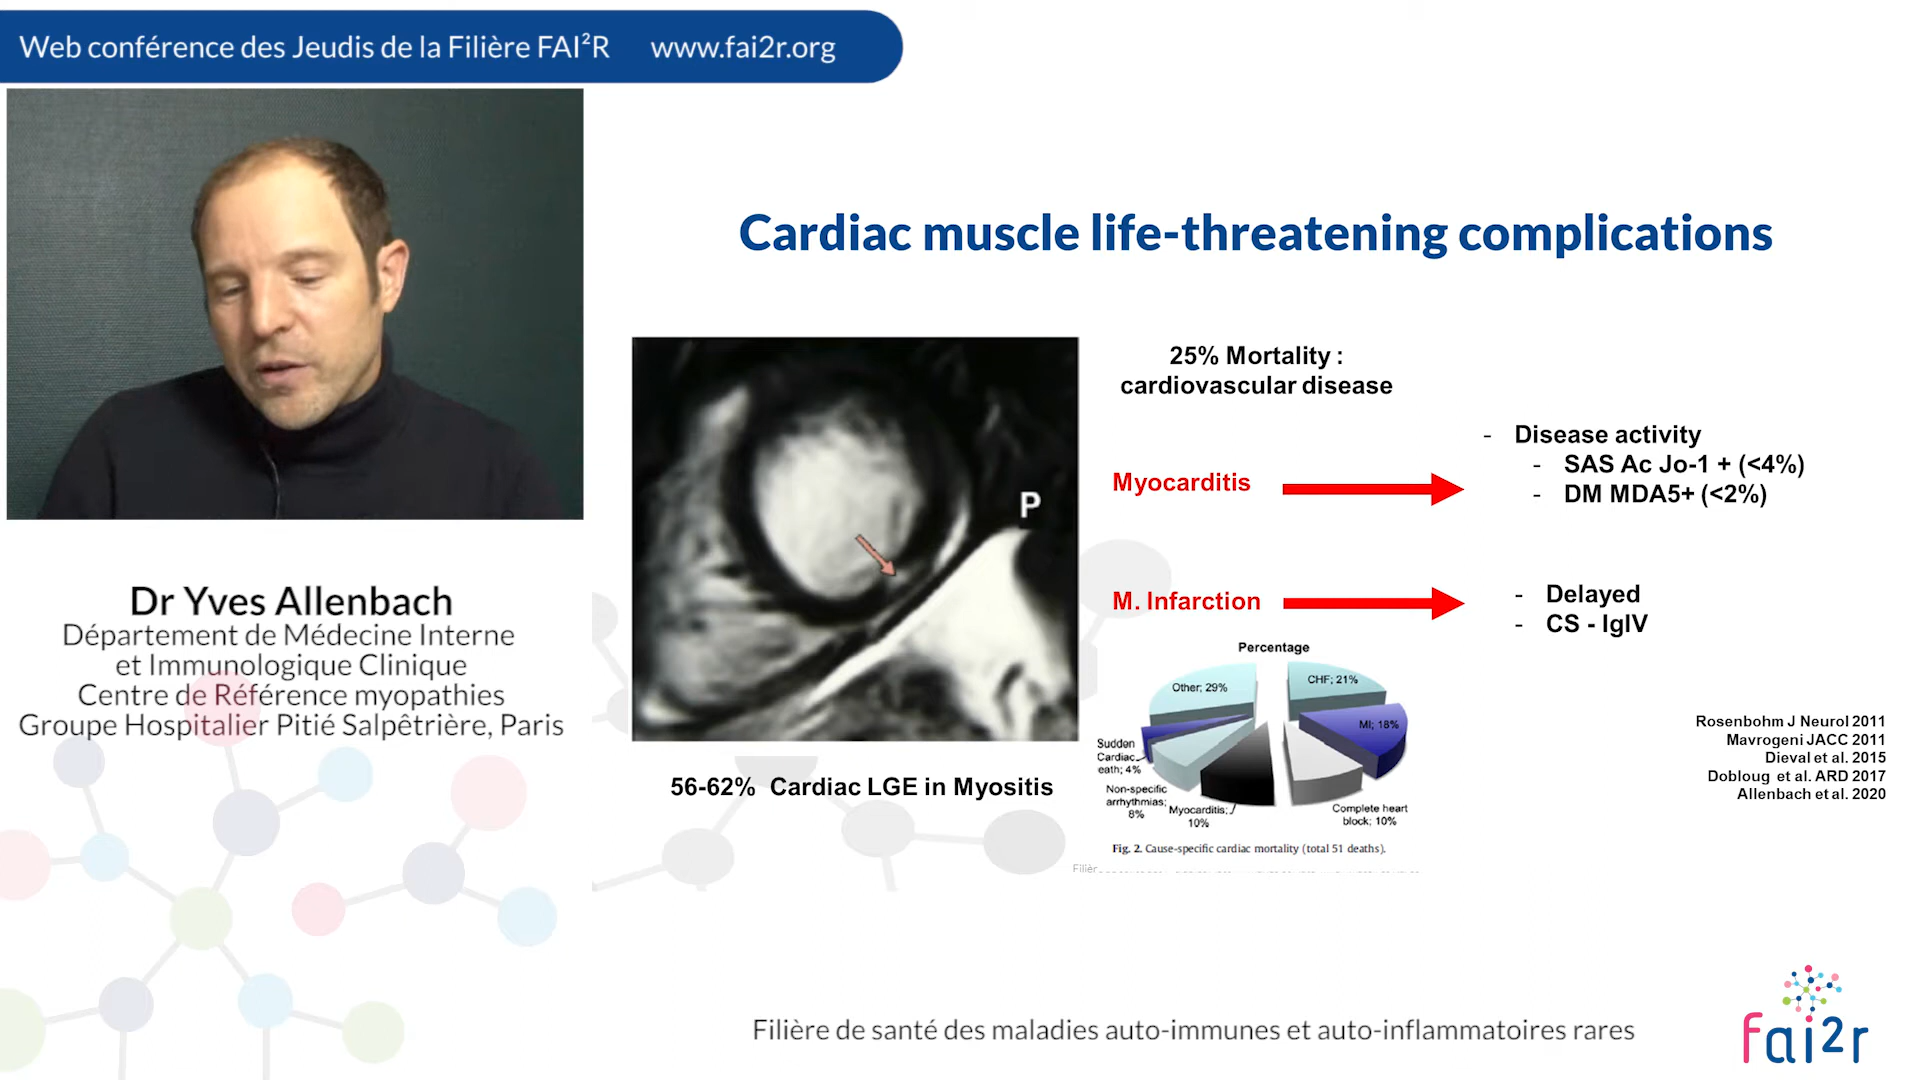 Web conférence des Jeudis de la Filière FAI²R www.fai2r.org
Dr Yves Allenbach
Département de Médecine Interne
et Immunologique Clinique
Centre de Référence myopathies
Groupe Hospitalier Pitié Salpêtrière, Paris
Cardiac muscle life-threatening complications
P
56-62% Cardiac LGE in Myositis
25% Mortality :
cardiovascular disease
Myocarditis
- Disease activity
- SAS Ac Jo-1 + (<4%)
- DM MDA5+ (<2%)
M. Infarction
- Delayed
- CS - IgIV
Percentage
Other; 29%
CHF; 21%
MI; 18%
Sudden
Cardiac
eath; 4%
Non-specific
arrhythmias;
8%
Myocarditis;
10%
Complete heart
block; 10%
Fig. 2. Cause-specific cardiac mortality (total 51 deaths).
Filièr
Rosenbohm J Neurol 2011
Mavrogeni JACC 2011
Dieval et al. 2015
Dobloug et al. ARD 2017
Allenbach et al. 2020
Filière de santé des maladies auto-immunes et auto-inflammatoires rares
fai2r